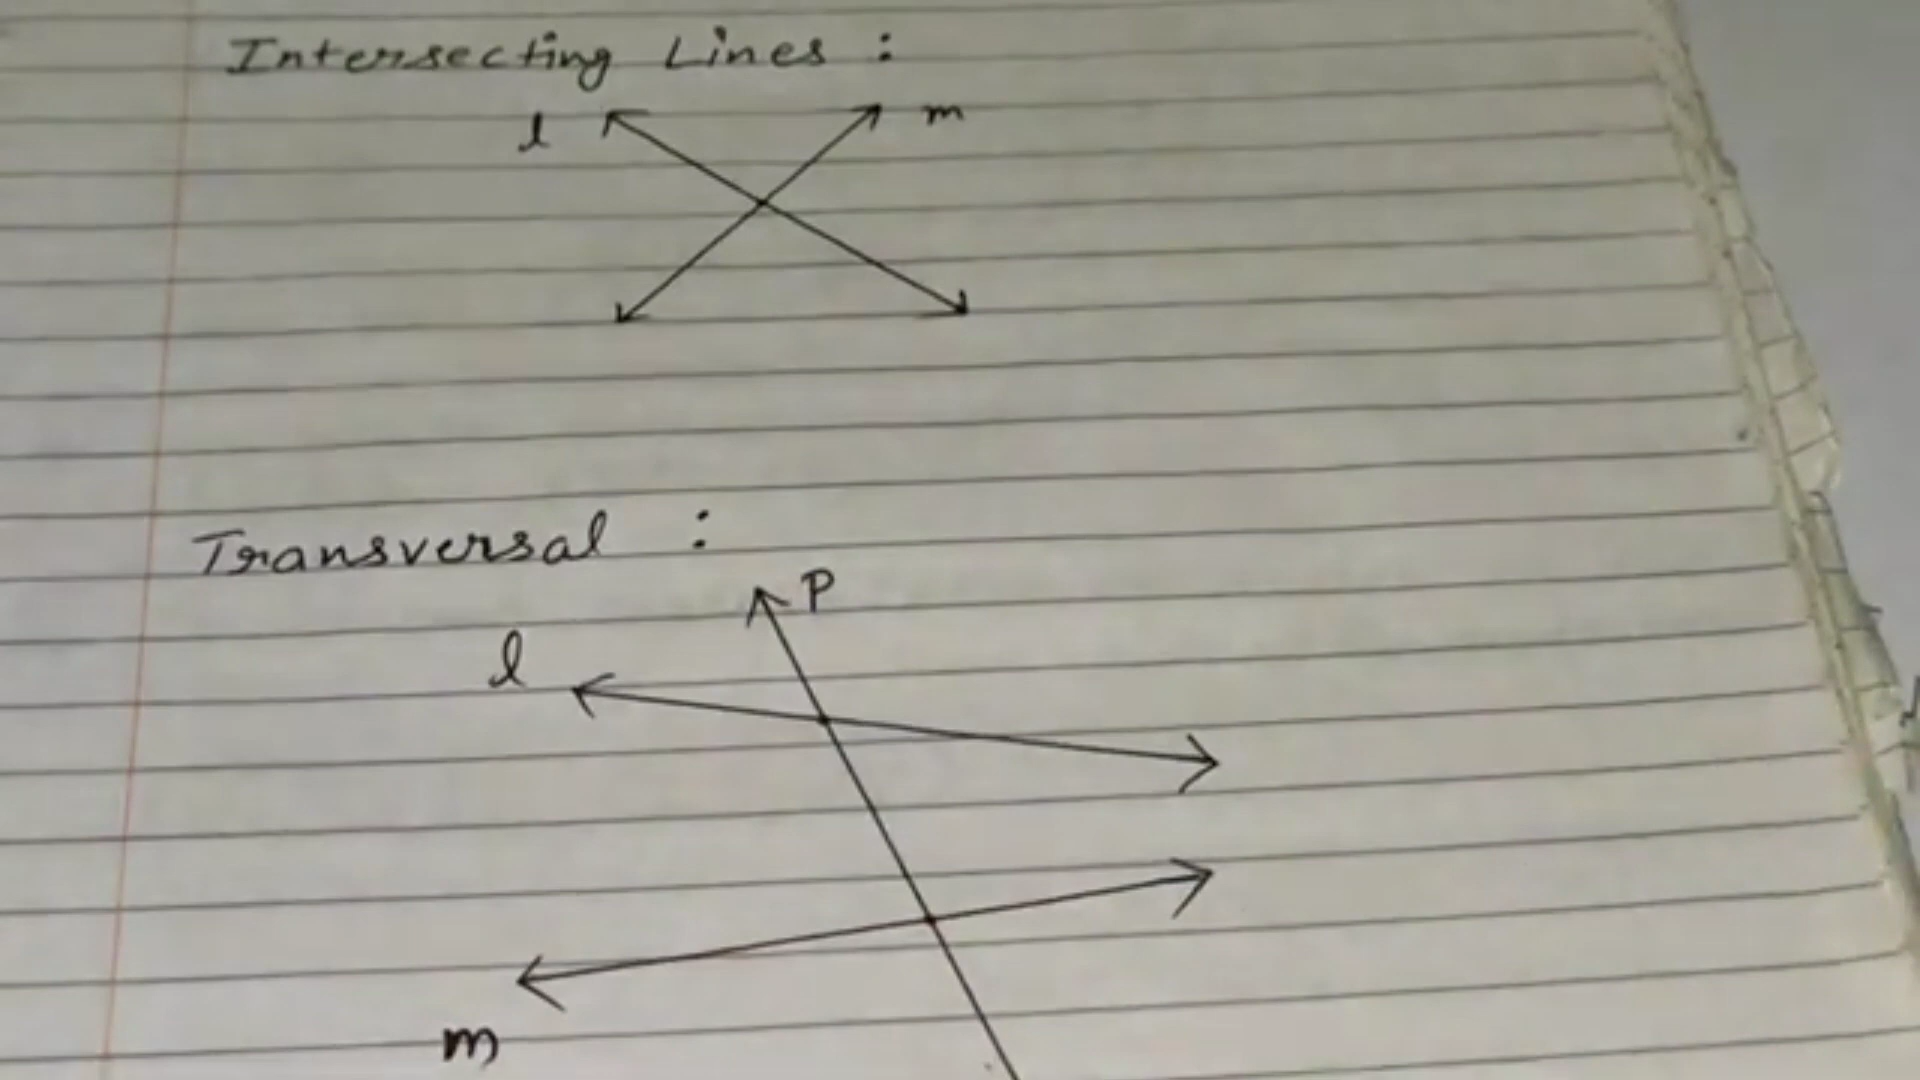 Intersecting Lines :
l m
Transversal :
P
l
m